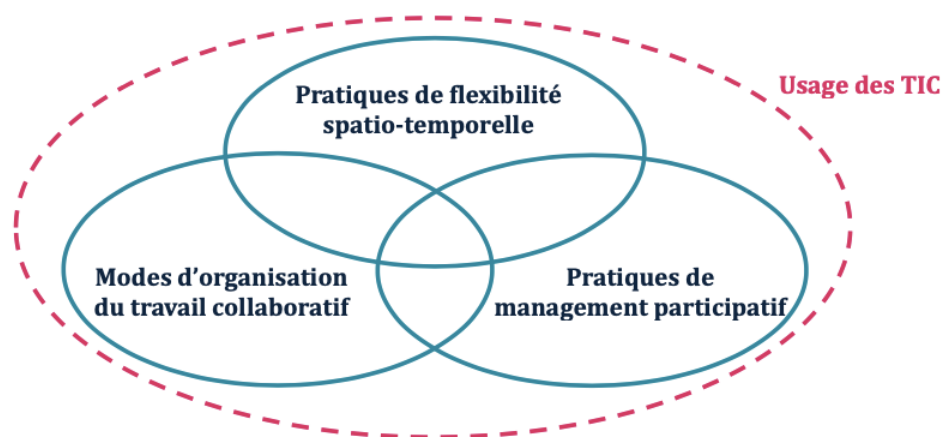 Pratiques de flexibilité
spatio-temporelle
Usage des TIC
Modes d’organisation
du travail collaboratif
Pratiques de
management participatif